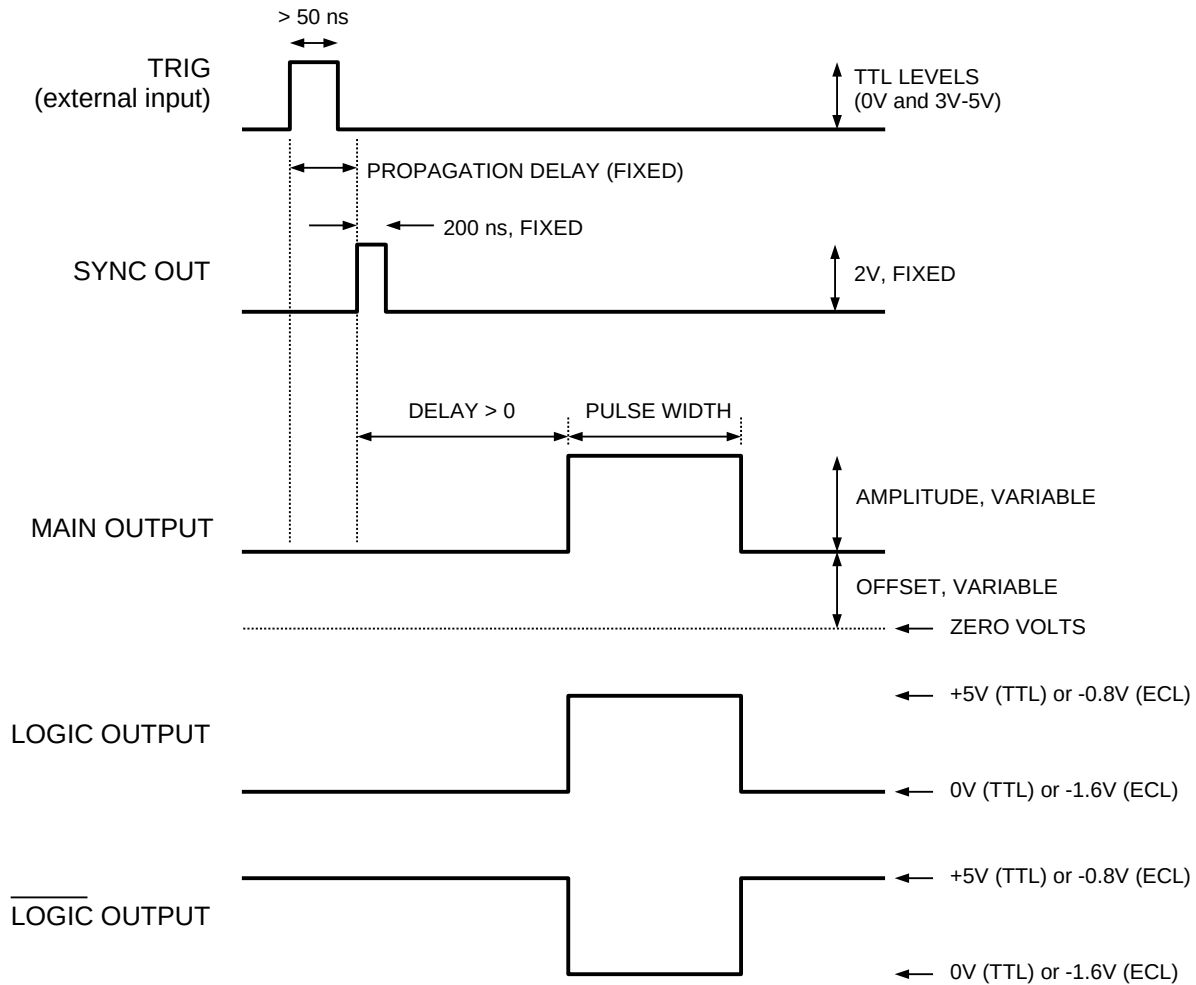 > 50 ns
TRIG
(external input)
TTL LEVELS
(0V and 3V-5V)
PROPAGATION DELAY (FIXED)
200 ns, FIXED
SYNC OUT
2V, FIXED
DELAY > 0
PULSE WIDTH
MAIN OUTPUT
AMPLITUDE, VARIABLE
OFFSET, VARIABLE
ZERO VOLTS
LOGIC OUTPUT
+5V (TTL) or -0.8V (ECL)
0V (TTL) or -1.6V (ECL)
LOGIC OUTPUT
+5V (TTL) or -0.8V (ECL)
0V (TTL) or -1.6V (ECL)